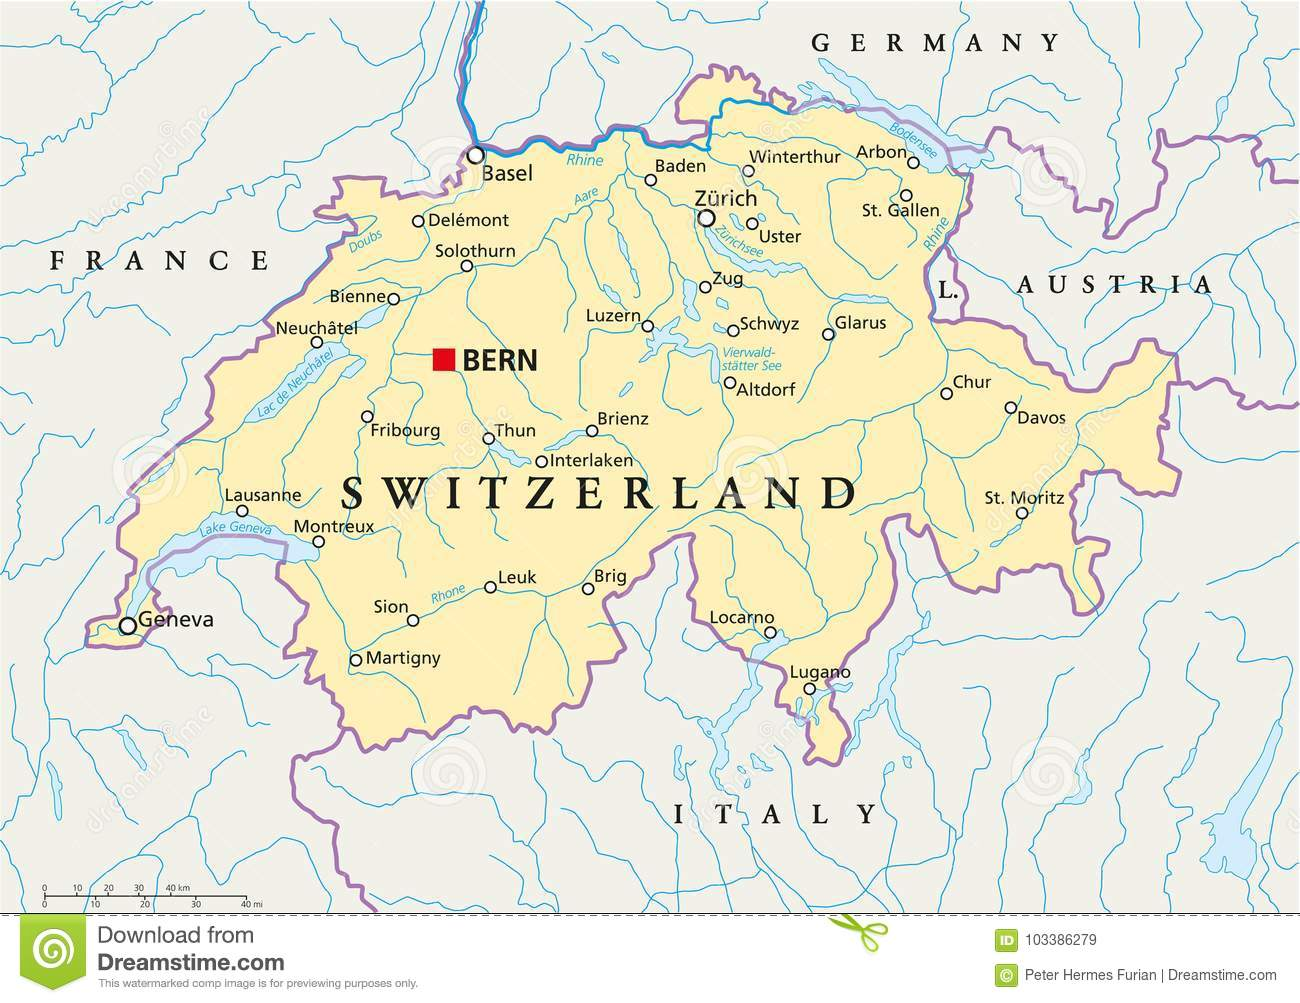 GERMANY
Bodensee
Rhine
Basel
Baden
Winterthur
Arbon
Aare
Zürich
St. Gallen
Delémont
Uster
Doubs
Solothurn
Zürichsee
Rhine
FRANCE
Zug
AUSTRIA
L.
Bienne
Luzern
Schwyz
Glarus
Neuchâtel
BERN
Vierwald-
stätter See
Lac de Neuchâtel
Altdorf
Chur
Davos
Fribourg
Thun
Brienz
Interlaken
SWITZERLAND
Lausanne
St. Moritz
Lake Geneva
Montreux
Leuk
Brig
Rhone
Sion
Geneva
Locarno
Martigny
Lugano
ITALY
0 10 20 30 40 km
0 10 20 30 40 mi
dreamstime
Download from
Dreamstime.com
This watermarked comp image is for previewing purposes only.
ID 103386279
© Peter Hermes Furian | Dreamstime.com